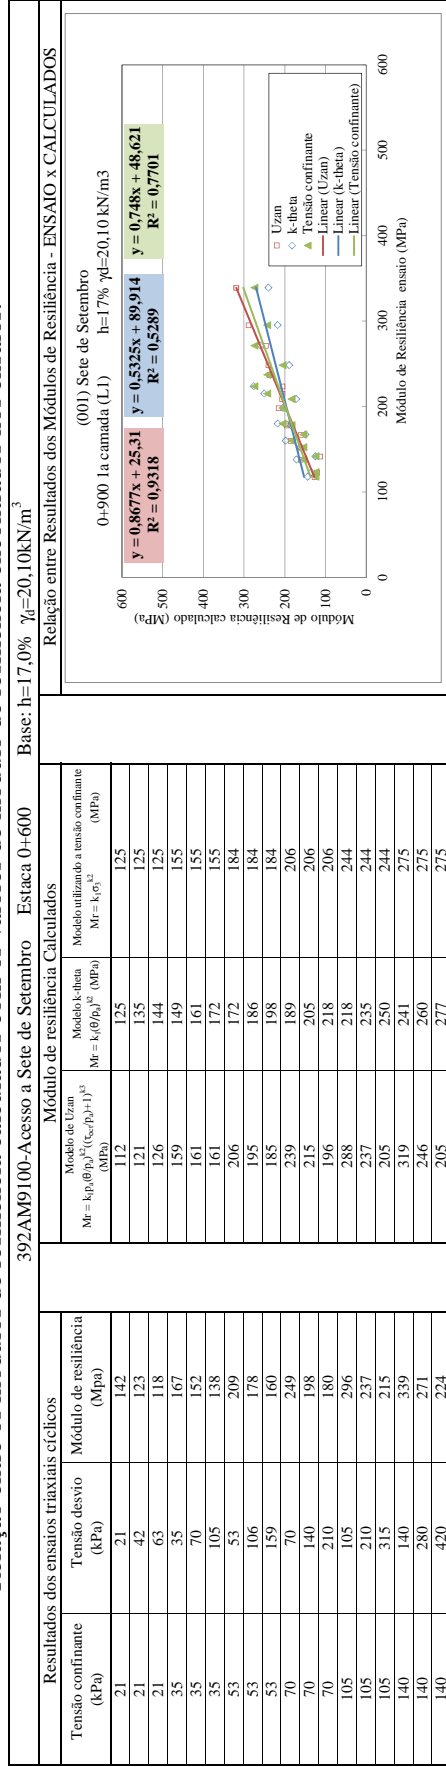 392AM9100-Acesso a Sete de Setembro Estaca 0+600 Base: h=17,0% γd=20,10kN/m³
Resultados dos ensaios triaxiais cíclicos
Módulo de resiliência Calculados
Relação entre Resultados dos Módulos de Resiliência - ENSAIO x CALCULADOS
Tensão confinante (kPa) Tensão desvio (kPa) Módulo de resiliência (Mpa) Modelo de Uzan Mr = k₁pₐ(θ/pₐ)^k2((τoct/pₐ)+1)^k3 (MPa) Modelo k-theta Mr = k₁(θ/pₐ)^k2 (MPa) Modelo utilizando a tensão confinante Mr = k₁σ₃^k2 (MPa)
21 21 142 112 125 125
21 42 123 121 135 125
21 63 118 126 144 125
35 35 167 159 149 155
35 70 152 161 161 155
35 105 138 161 172 155
53 53 209 206 172 184
53 106 178 195 186 184
53 159 160 185 198 184
70 70 249 239 189 206
70 140 198 215 205 206
70 210 180 196 218 206
105 105 296 288 218 244
105 210 237 237 235 244
105 315 215 205 250 244
140 140 339 319 241 275
140 280 271 246 260 275
140 420 224 205 277 275
(001) Sete de Setembro
0+900 1a camada (L1) h=17% γd=20,10 kN/m3
y = 0,8677x + 25,31
R² = 0,9318
y = 0,5325x + 89,914
R² = 0,5289
y = 0,748x + 48,621
R² = 0,7701
Módulo de Resiliência calculado (MPa)
600
500
400
300
200
100
0
0 100 200 300 400 500 600
Módulo de Resiliência ensaio (MPa)
Uzan
k-theta
Tensão confinante
Linear (Uzan)
Linear (k-theta)
Linear (Tensão confinante)